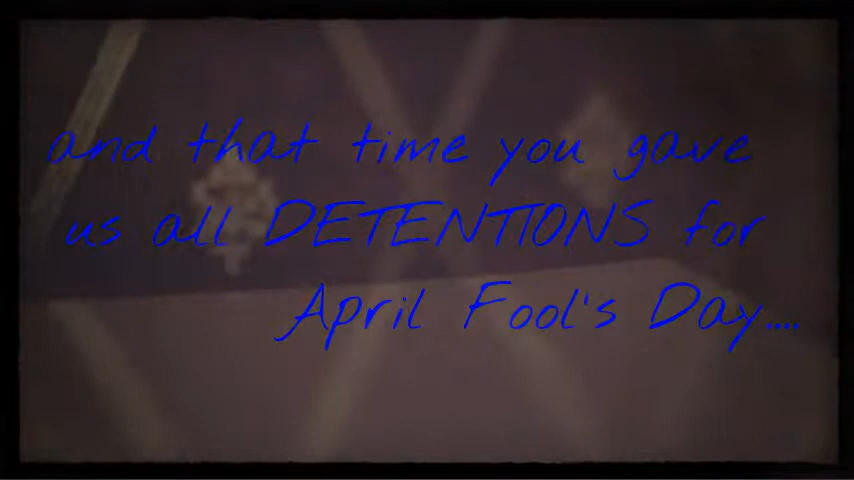 and that time you gave
us all DETENTIONS for
April Fool's Day....